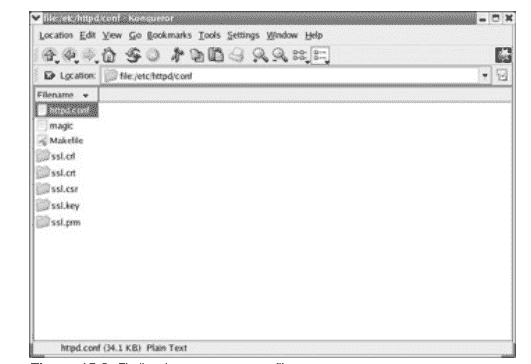 file:/etc/httpd/conf - Konqueror
Location Edit View Go Bookmarks Tools Settings Window Help
Location: file:/etc/httpd/conf
Filename
httpd.conf
magic
Makefile
ssl.crl
ssl.crt
ssl.csr
ssl.key
ssl.prm
httpd.conf (34.1 KB) Plain Text